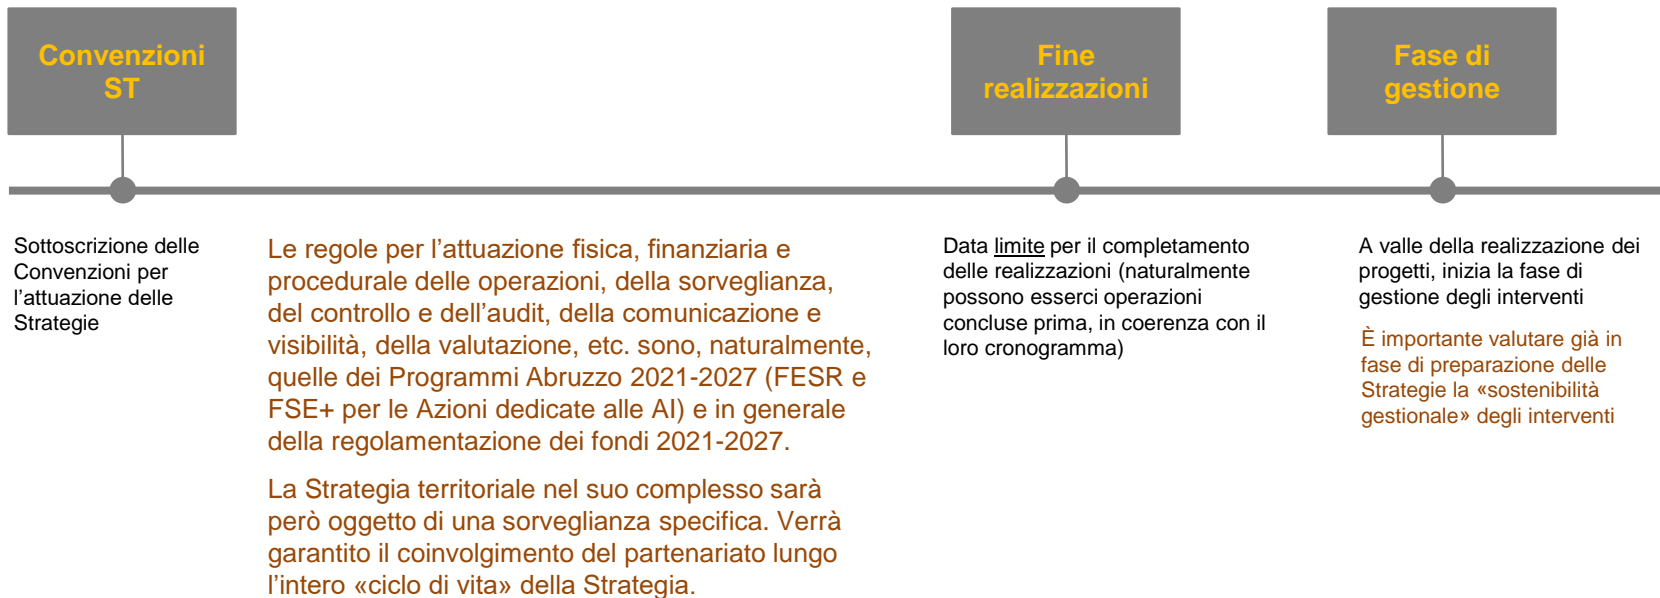 Convenzioni
ST
Fine
realizzazioni
Fase di
gestione
Sottoscrizione delle
Convenzioni per
l’attuazione delle
Strategie
Le regole per l’attuazione fisica, finanziaria e
procedurale delle operazioni, della sorveglianza,
del controllo e dell’audit, della comunicazione e
visibilità, della valutazione, etc. sono, naturalmente,
quelle dei Programmi Abruzzo 2021-2027 (FESR e
FSE+ per le Azioni dedicate alle AI) e in generale
della regolamentazione dei fondi 2021-2027.
La Strategia territoriale nel suo complesso sarà
però oggetto di una sorveglianza specifica. Verrà
garantito il coinvolgimento del partenariato lungo
l’intero «ciclo di vita» della Strategia.
Data limite per il completamento
delle realizzazioni (naturalmente
possono esserci operazioni
concluse prima, in coerenza con il
loro cronogramma)
A valle della realizzazione dei
progetti, inizia la fase di
gestione degli interventi
È importante valutare già in
fase di preparazione delle
Strategie la «sostenibilità
gestionale» degli interventi